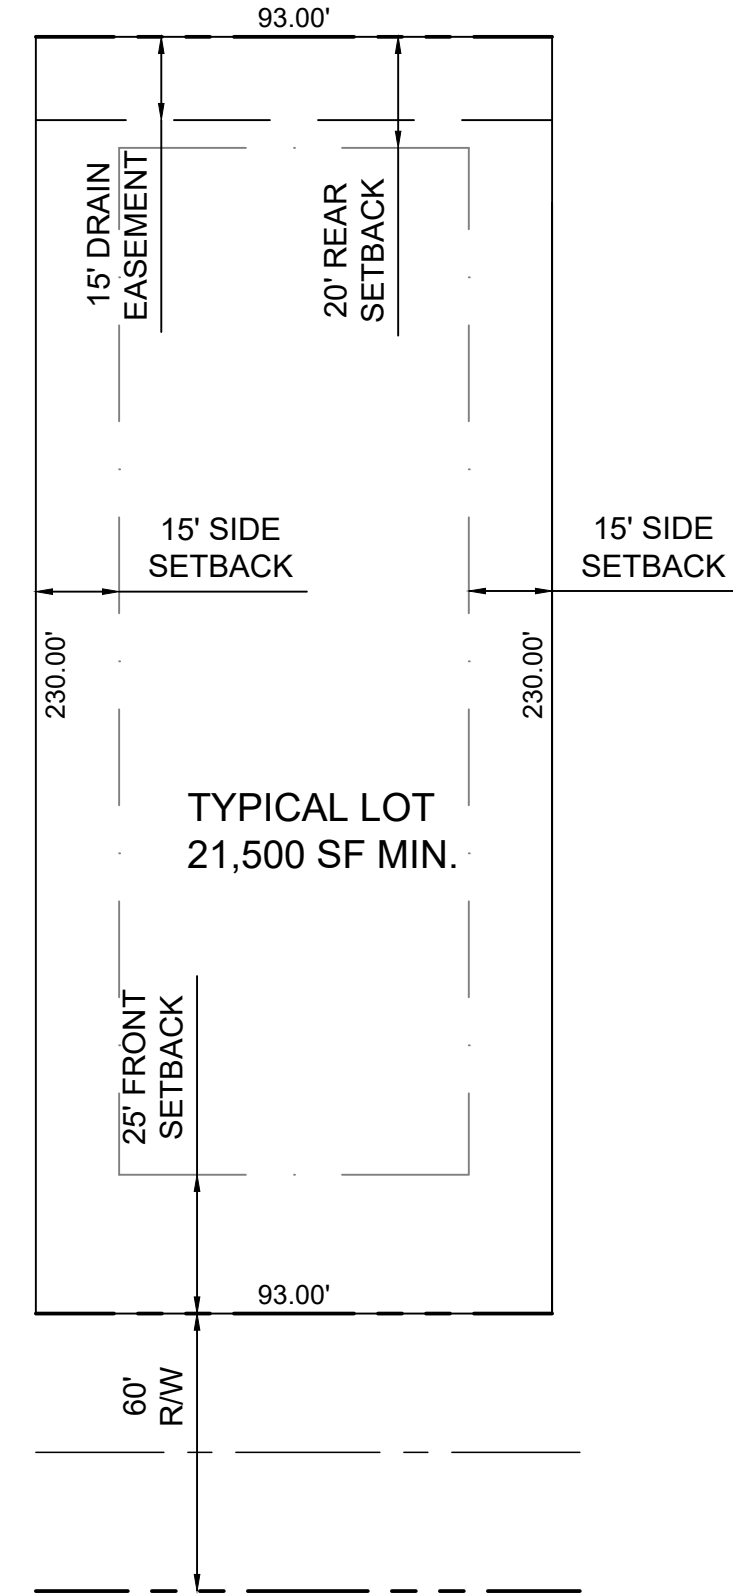 93.00'
15' DRAIN
EASEMENT
20' REAR
SETBACK
15' SIDE
SETBACK
15' SIDE
SETBACK
230.00'
230.00'
TYPICAL LOT
21,500 SF MIN.
25' FRONT
SETBACK
93.00'
60'
R/W